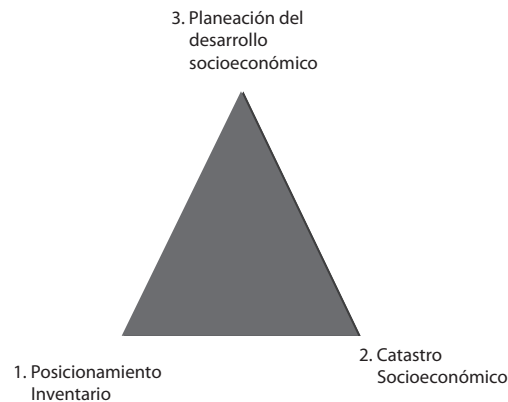 3. Planeación del
desarrollo
socioeconómico
1. Posicionamiento
Inventario
2. Catastro
Socioeconómico